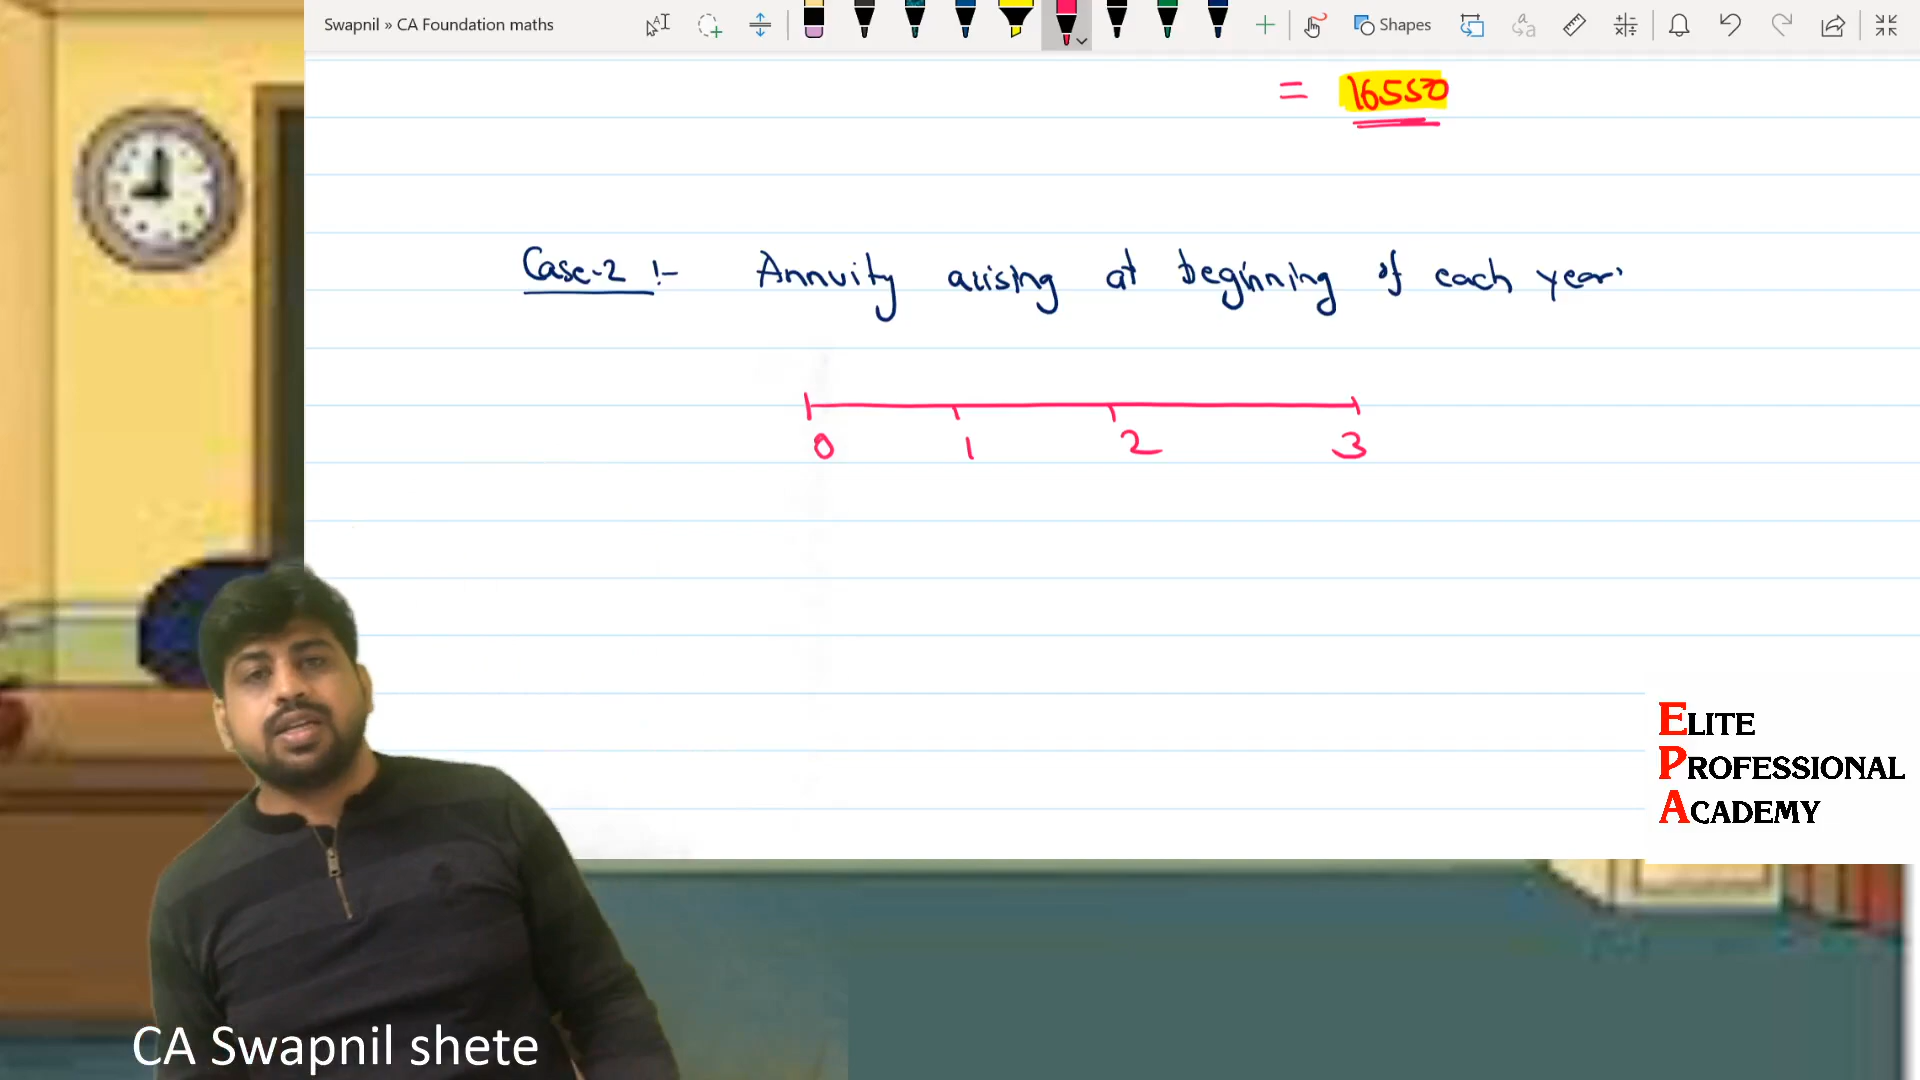 Swapnil » CA Foundation maths
Shapes
= 16550
Case-2 :- Annuity arising at beginning of each year.
0 1 2 3
ELITE
PROFESSIONAL
ACADEMY
CA Swapnil shete